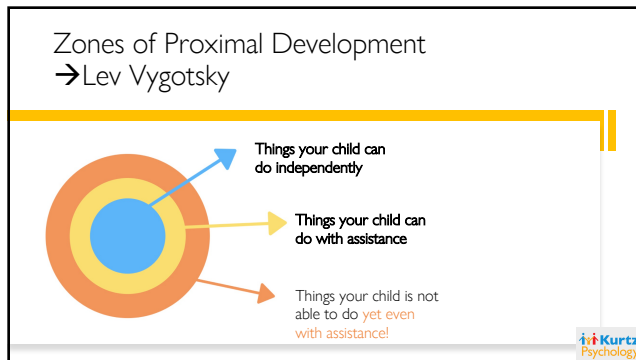 Zones of Proximal Development
→Lev Vygotsky
Things your child can
do independently
Things your child can
do with assistance
Things your child is not
able to do yet even
with assistance!
Kurtz
Psychology